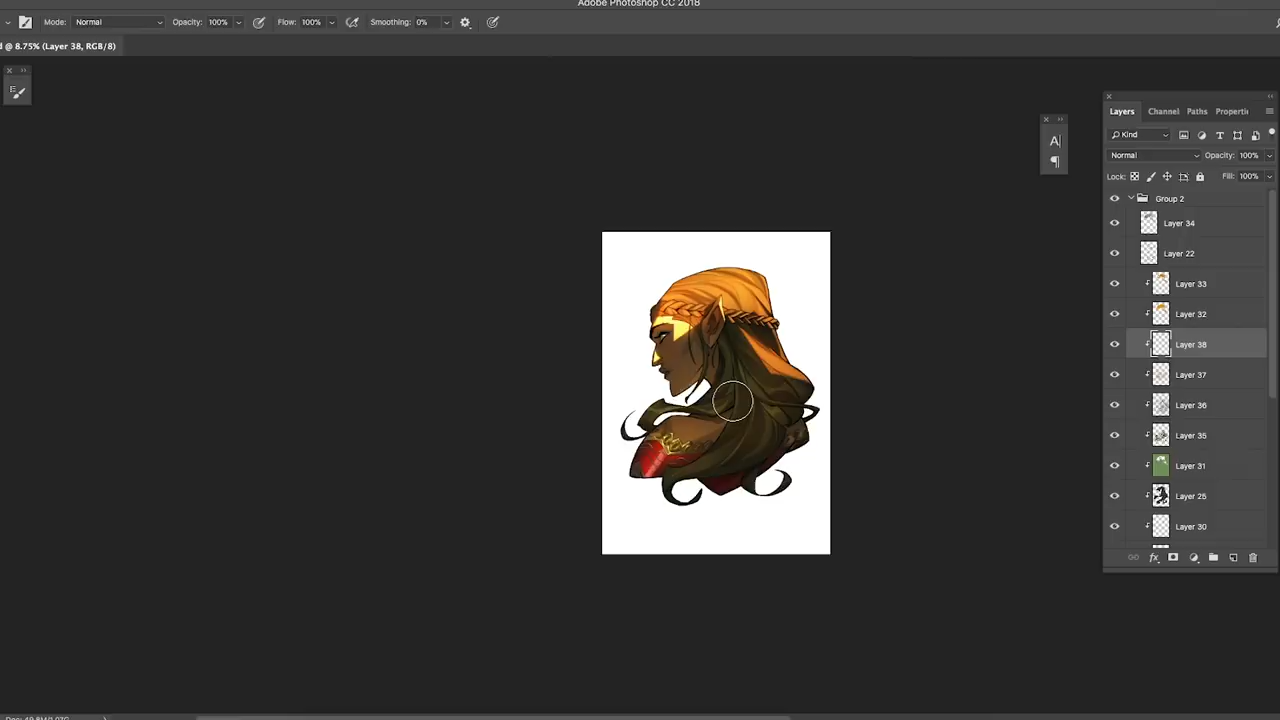 Adobe Photoshop CC 2018
Mode: Normal Opacity: 100% Flow: 100% Smoothing: 0%
d @ 8.75% (Layer 38, RGB/8)
Layers Channel Paths Properti
Kind
Normal Opacity: 100%
Lock: Fill: 100%
Group 2
Layer 34
Layer 22
Layer 33
Layer 32
Layer 38
Layer 37
Layer 36
Layer 35
Layer 31
Layer 25
Layer 30